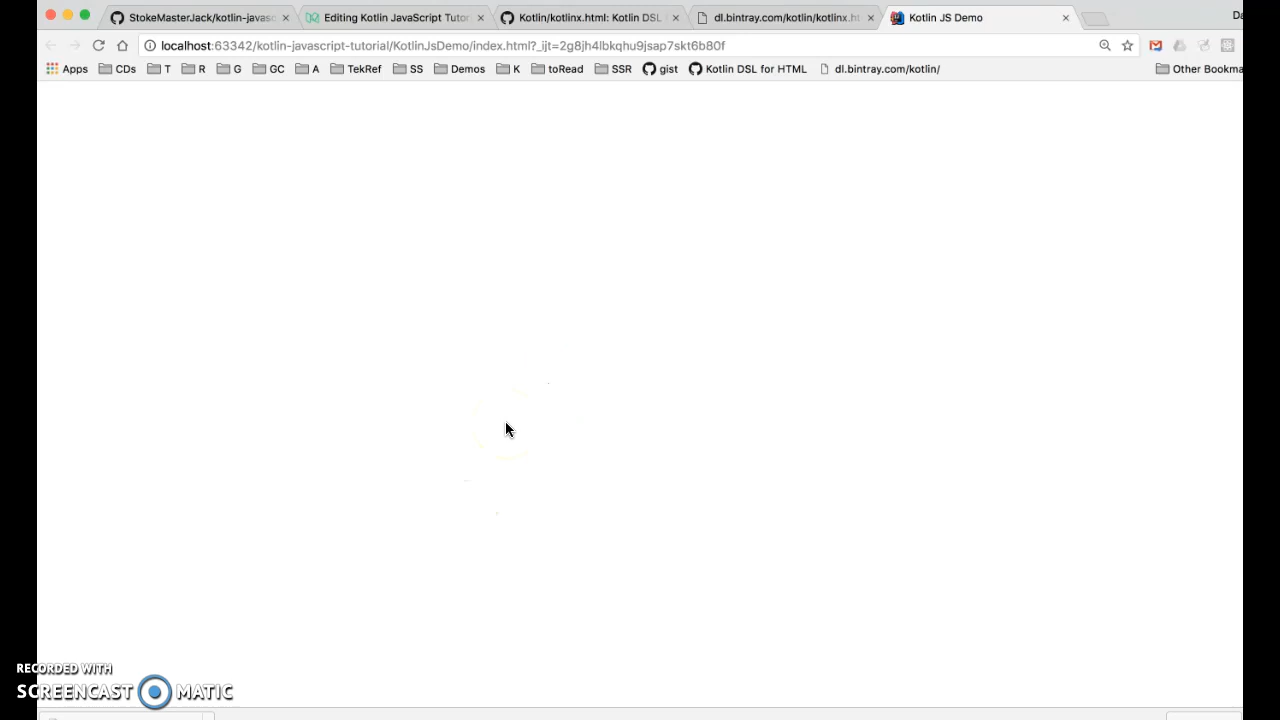 StokeMasterJack/kotlin-javasc
Editing Kotlin JavaScript Tutor
Kotlin/kotlinx.html: Kotlin DSL
dl.bintray.com/kotlin/kotlinx.ht
Kotlin JS Demo
Da
localhost:63342/kotlin-javascript-tutorial/KotlinJsDemo/index.html?_ijt=2g8jh4lbkqhu9jsap7skt6b80f
Apps CDs T R G GC A TekRef SS Demos K toRead SSR gist Kotlin DSL for HTML dl.bintray.com/kotlin/ Other Bookma
RECORDED WITH
SCREENCAST MATIC